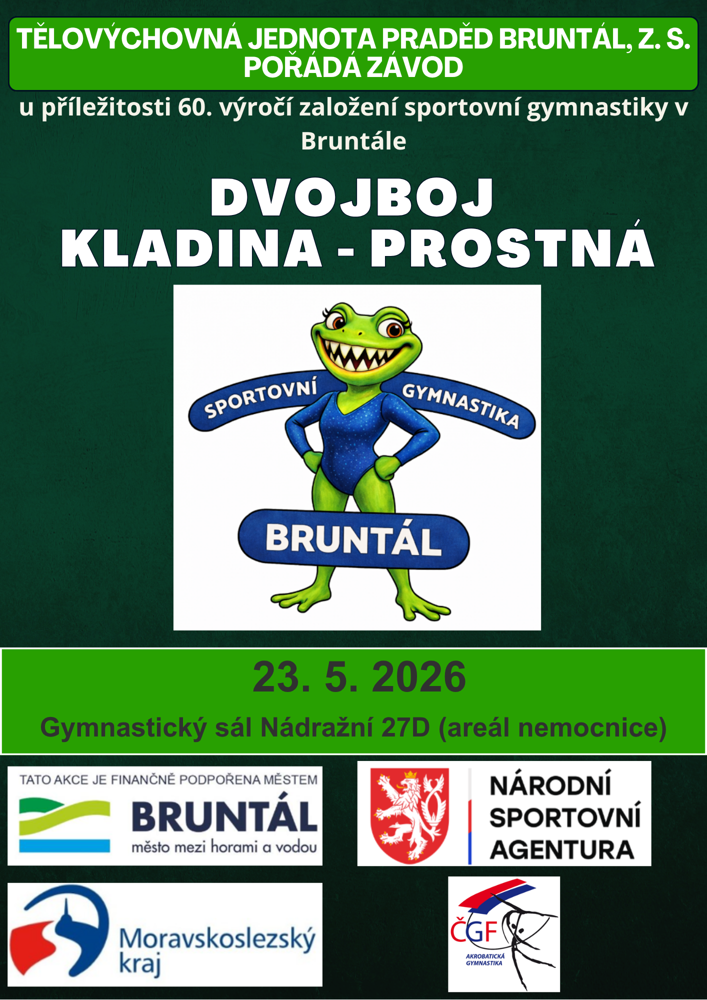 TĚLOVÝCHOVNÁ JEDNOTA PRADĚD BRUNTÁL, Z. S.
POŘÁDÁ ZÁVOD
u příležitosti 60. výročí založení sportovní gymnastiky v
Bruntále
DVOJBOJ
KLADINA - PROSTNÁ
SPORTOVNÍ GYMNASTIKA
BRUNTÁL
23. 5. 2026
Gymnastický sál Nádražní 27D (areál nemocnice)
TATO AKCE JE FINANČNĚ PODPOŘENA MĚSTEM
BRUNTÁL
město mezi horami a vodou
NÁRODNÍ
SPORTOVNÍ
AGENTURA
Moravskoslezský
kraj
ČGF
AKROBATICKÁ
GYMNASTIKA